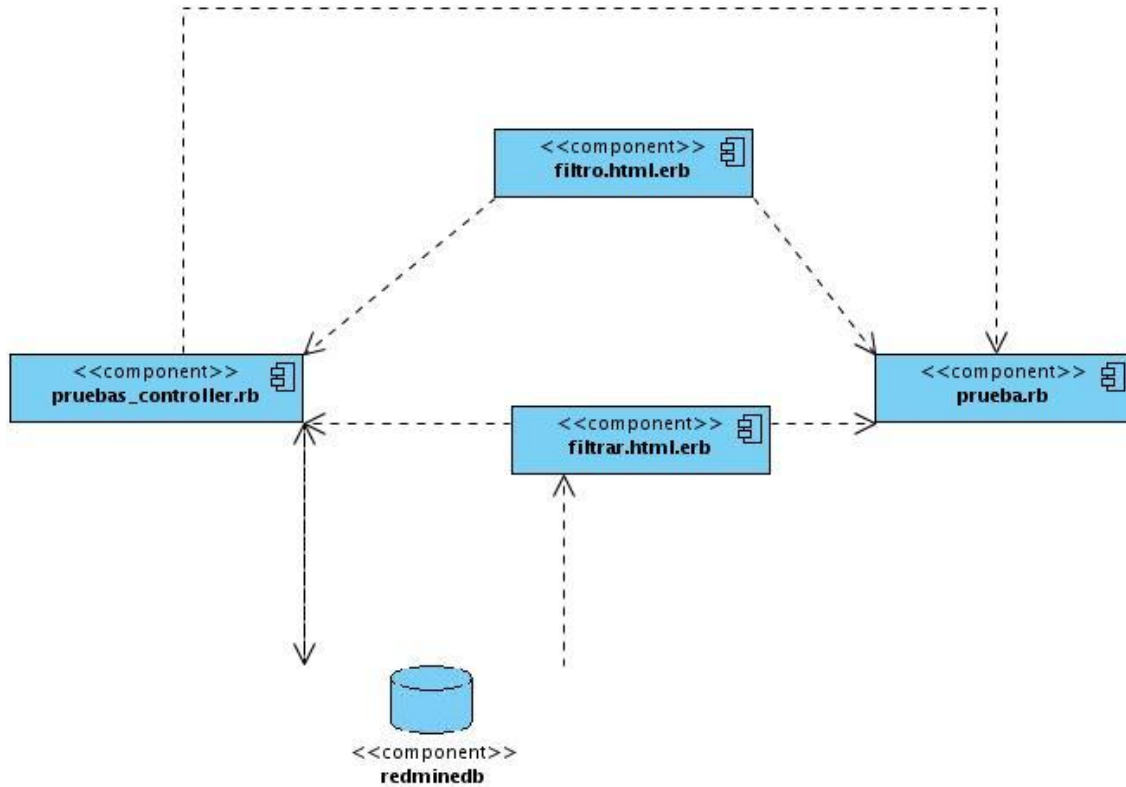 <<component>>
filtro.html.erb
<<component>>
pruebas_controller.rb
<<component>>
prueba.rb
<<component>>
filtrar.html.erb
<<component>>
redminedb